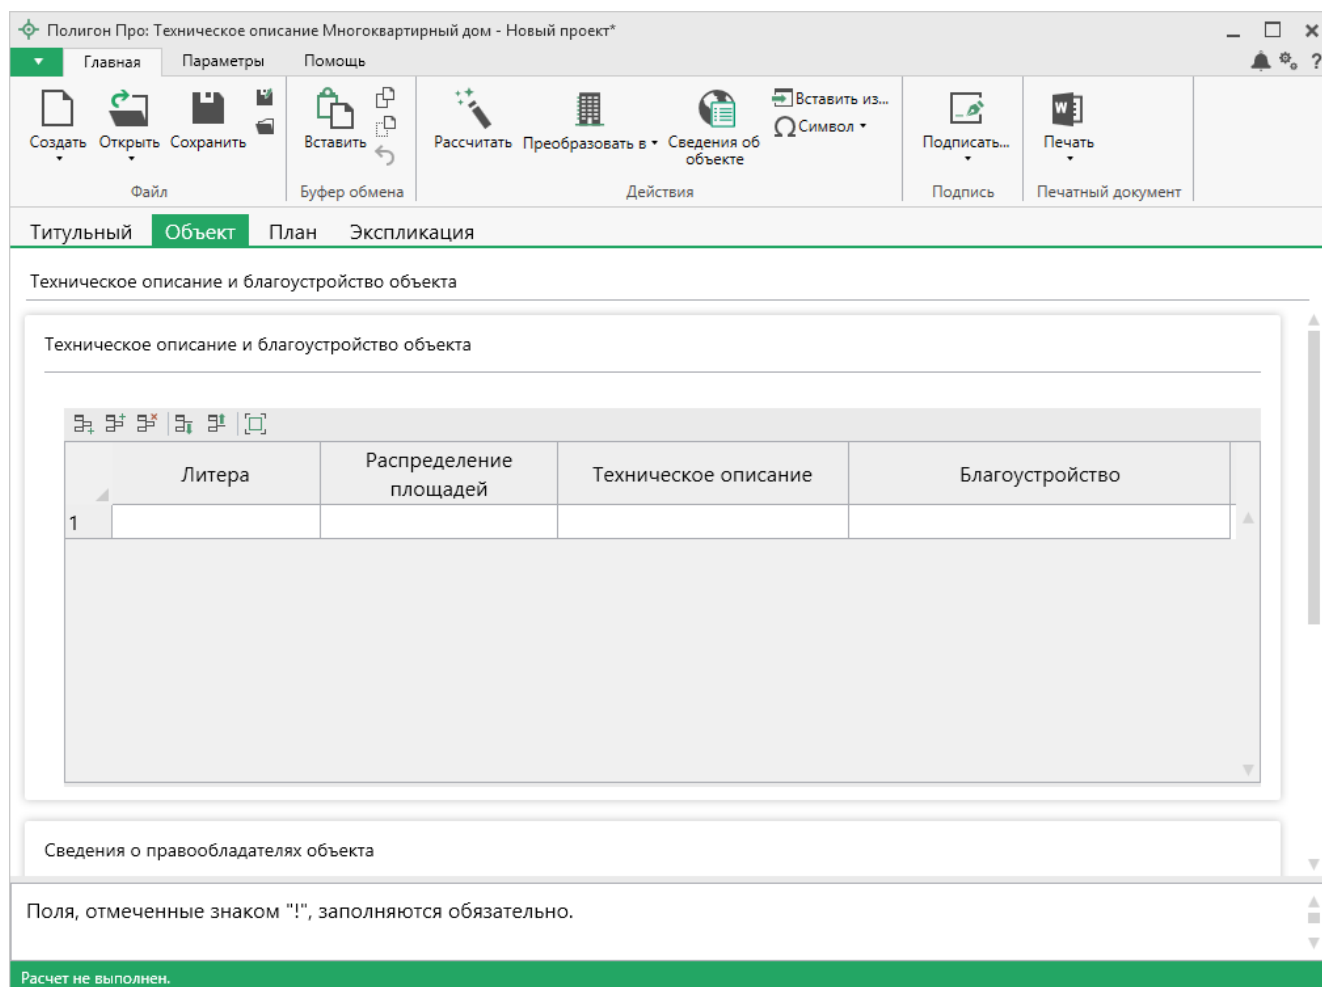 Полигон Про: Техническое описание Многоквартирный дом - Новый проект*
Главная Параметры Помощь
?
Создать Открыть Сохранить
Файл
Вставить
Буфер обмена
Рассчитать Преобразовать в Сведения об
объекте
Вставить из...
Символ
Действия
Подписать...
Подпись
Печать
Печатный документ
Титульный Объект План Экспликация
Техническое описание и благоустройство объекта
Техническое описание и благоустройство объекта
Литера
Распределение
площадей
Техническое описание
Благоустройство
1
Сведения о правообладателях объекта
Поля, отмеченные знаком "!", заполняются обязательно.
Расчет не выполнен.